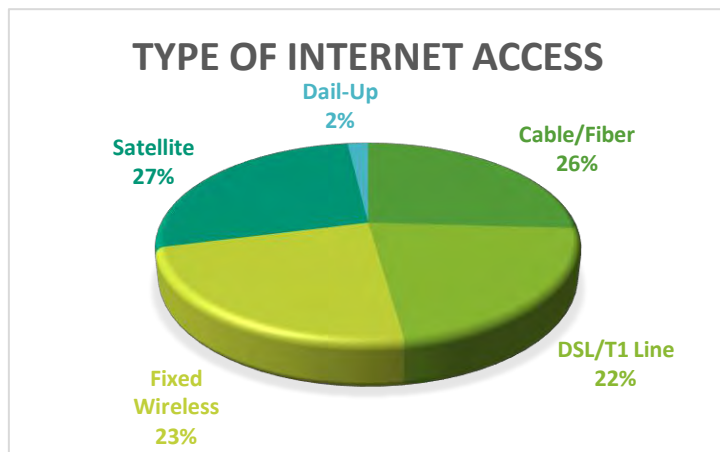 TYPE OF INTERNET ACCESS
Dail-Up
2%
Cable/Fiber
26%
Satellite
27%
DSL/T1 Line
22%
Fixed
Wireless
23%